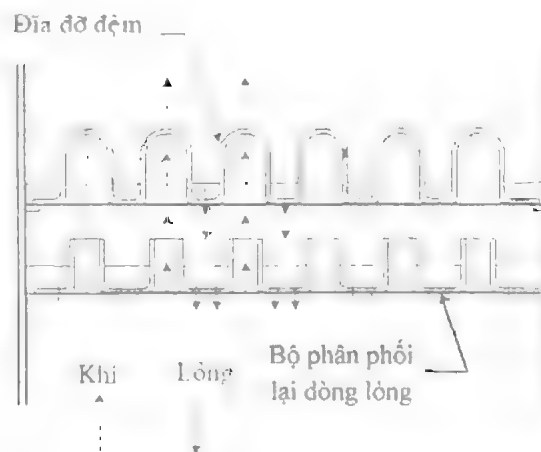 Đĩa đỡ đệm
Khí
Lỏng
Bộ phân phối
lại dòng lỏng